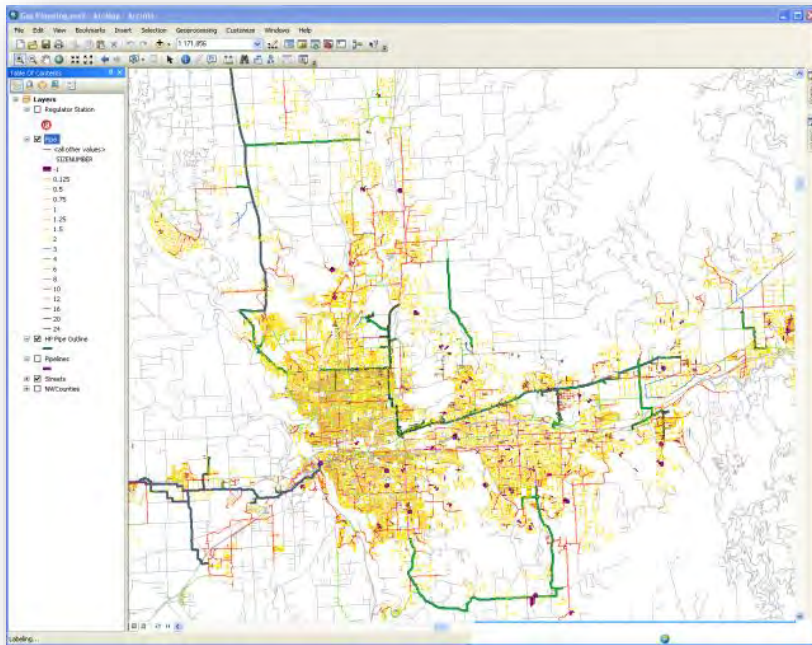 Gas Planning.mxd - ArcMap - ArcInfo
File Edit View Bookmarks Insert Selection Geoprocessing Customize Windows Help
1:171,856
Table Of Contents
Layers
Regulator Station
Pipe
<all other values>
SIZENUMBER
-1
0.125
0.5
0.75
1
1.25
1.5
2
3
4
6
8
10
12
16
20
24
HP Pipe Outline
Pipelines
Streets
NWCounties
Labeling...